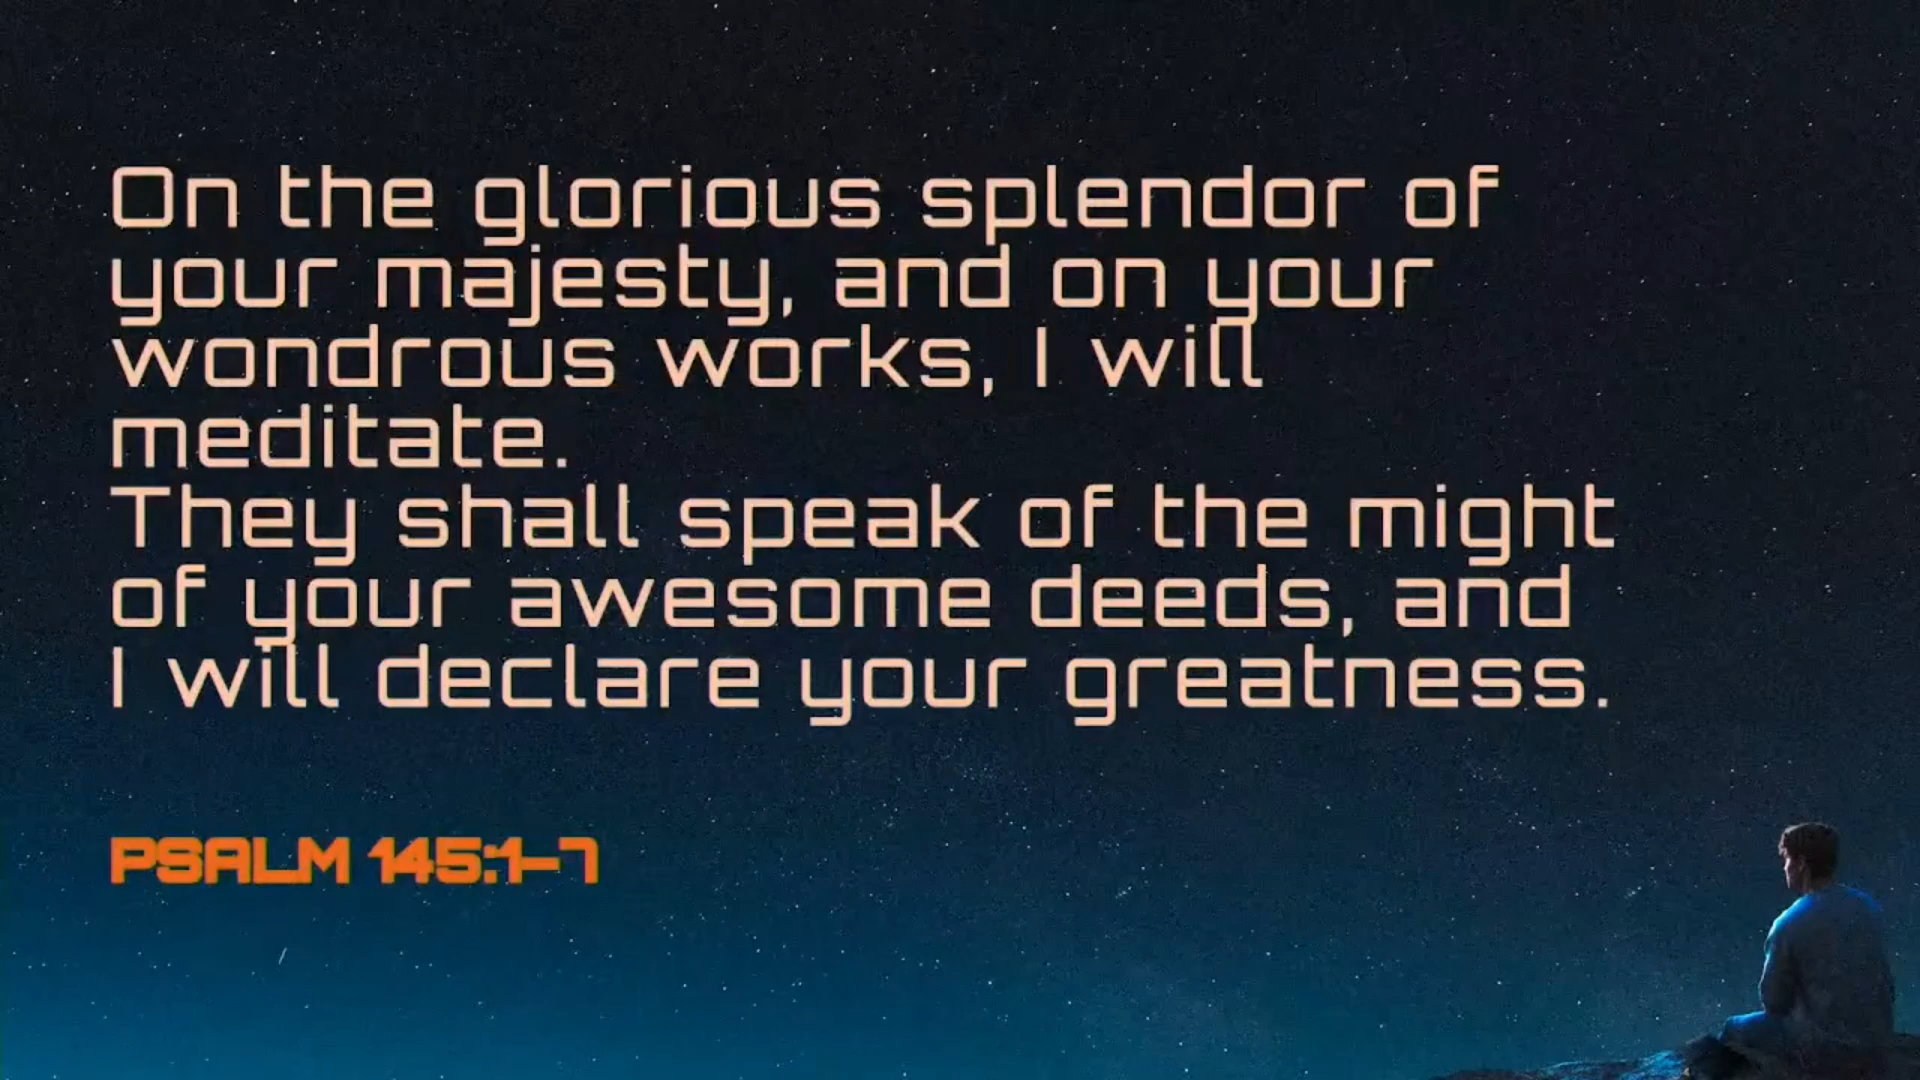 On the glorious splendor of
your majesty, and on your
wondrous works, I will
meditate.
They shall speak of the might
of your awesome deeds, and
I will declare your greatness.
PSALM 145:1–7